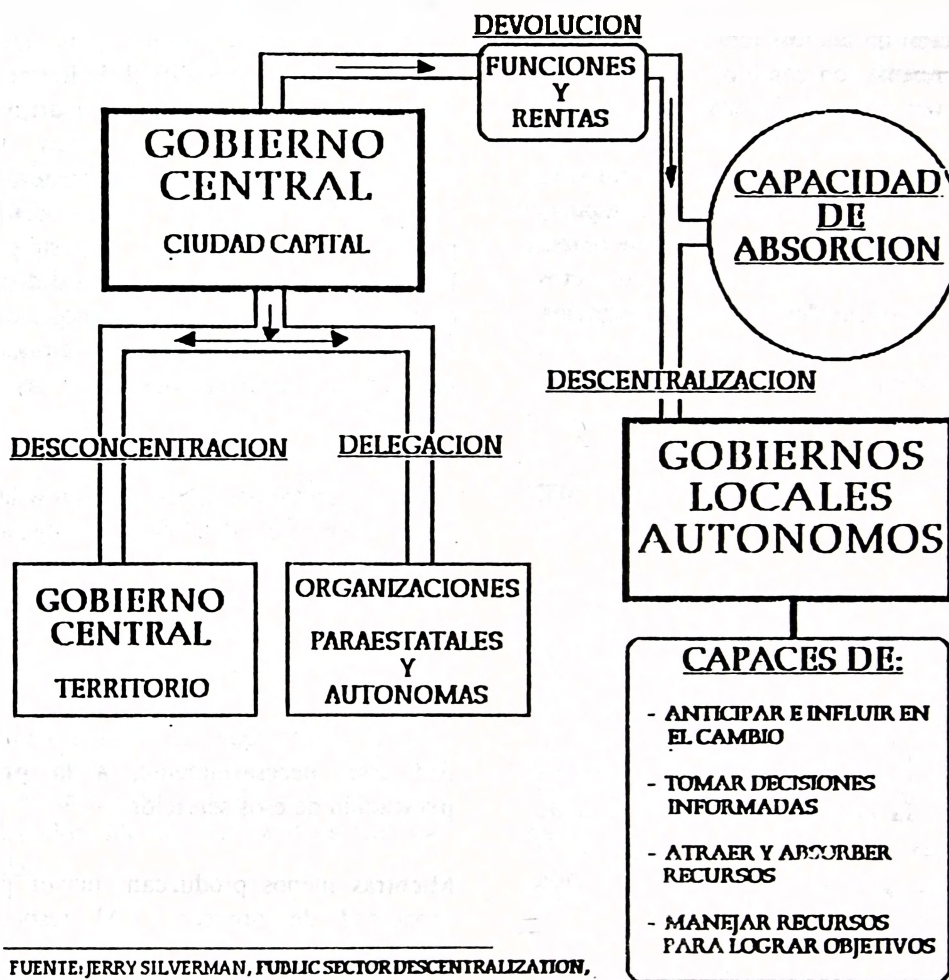 DEVOLUCION
FUNCIONES
Y
RENTAS
GOBIERNO
CENTRAL
CIUDAD CAPITAL
CAPACIDAD
DE
ABSORCION
DESCENTRALIZACION
DESCONCENTRACION
DELEGACION
GOBIERNO
CENTRAL
TERRITORIO
ORGANIZACIONES
PARAESTATALES
Y
AUTONOMAS
GOBIERNOS
LOCALES
AUTONOMOS
CAPACES DE:
- ANTICIPAR E INFLUIR EN
EL CAMBIO
- TOMAR DECISIONES
INFORMADAS
- ATRAER Y ABSORBER
RECURSOS
- MANEJAR RECURSOS
PARA LOGRAR OBJETIVOS
FUENTE: JERRY SILVERMAN, PUBLIC SECTOR DESCENTRALIZATION,